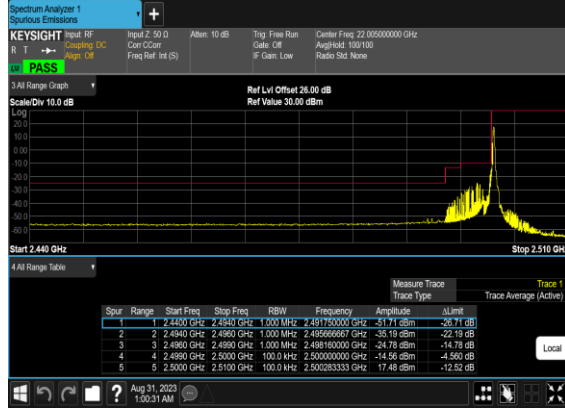 Spectrum Analyzer 1
Spurious Emissions
+
KEYSIGHT Input: RF Input Z: 50 Ω Atten: 10 dB Trig: Free Run Center Freq: 22.005000000 GHz
R T Coupling: DC Corr CCorr Gate: Off Avg|Hold: 100/100
Align: Off Freq Ref: Int (S) IF Gain: Low Radio Std: None
PASS
3 All Range Graph
Ref Lvl Offset 26.00 dB
Scale/Div 10.0 dB Ref Value 30.00 dBm
Log
20.0
10.0
0.00
-10.0
-20.0
-30.0
-40.0
-50.0
-60.0
Start 2.440 GHz Stop 2.510 GH
4 All Range Table
Measure Trace Trace 1
Trace Type Trace Average (Active)
Spur Range Start Freq Stop Freq RBW Frequency Amplitude ΔLimit
1 1 2.4400 GHz 2.4940 GHz 1.000 MHz 2.491750000 GHz -51.71 dBm -26.71 dB
2 2 2.4940 GHz 2.4960 GHz 1.000 MHz 2.495666667 GHz -35.19 dBm -22.19 dB
3 3 2.4960 GHz 2.4990 GHz 1.000 MHz 2.498160000 GHz -24.78 dBm -14.78 dB
4 4 2.4990 GHz 2.5000 GHz 100.0 kHz 2.500000000 GHz -14.56 dBm -4.560 dB
5 5 2.5000 GHz 2.5100 GHz 100.0 kHz 2.500283333 GHz 17.48 dBm -12.52 dB
Local
?
Aug 31, 2023
1:00:31 AM